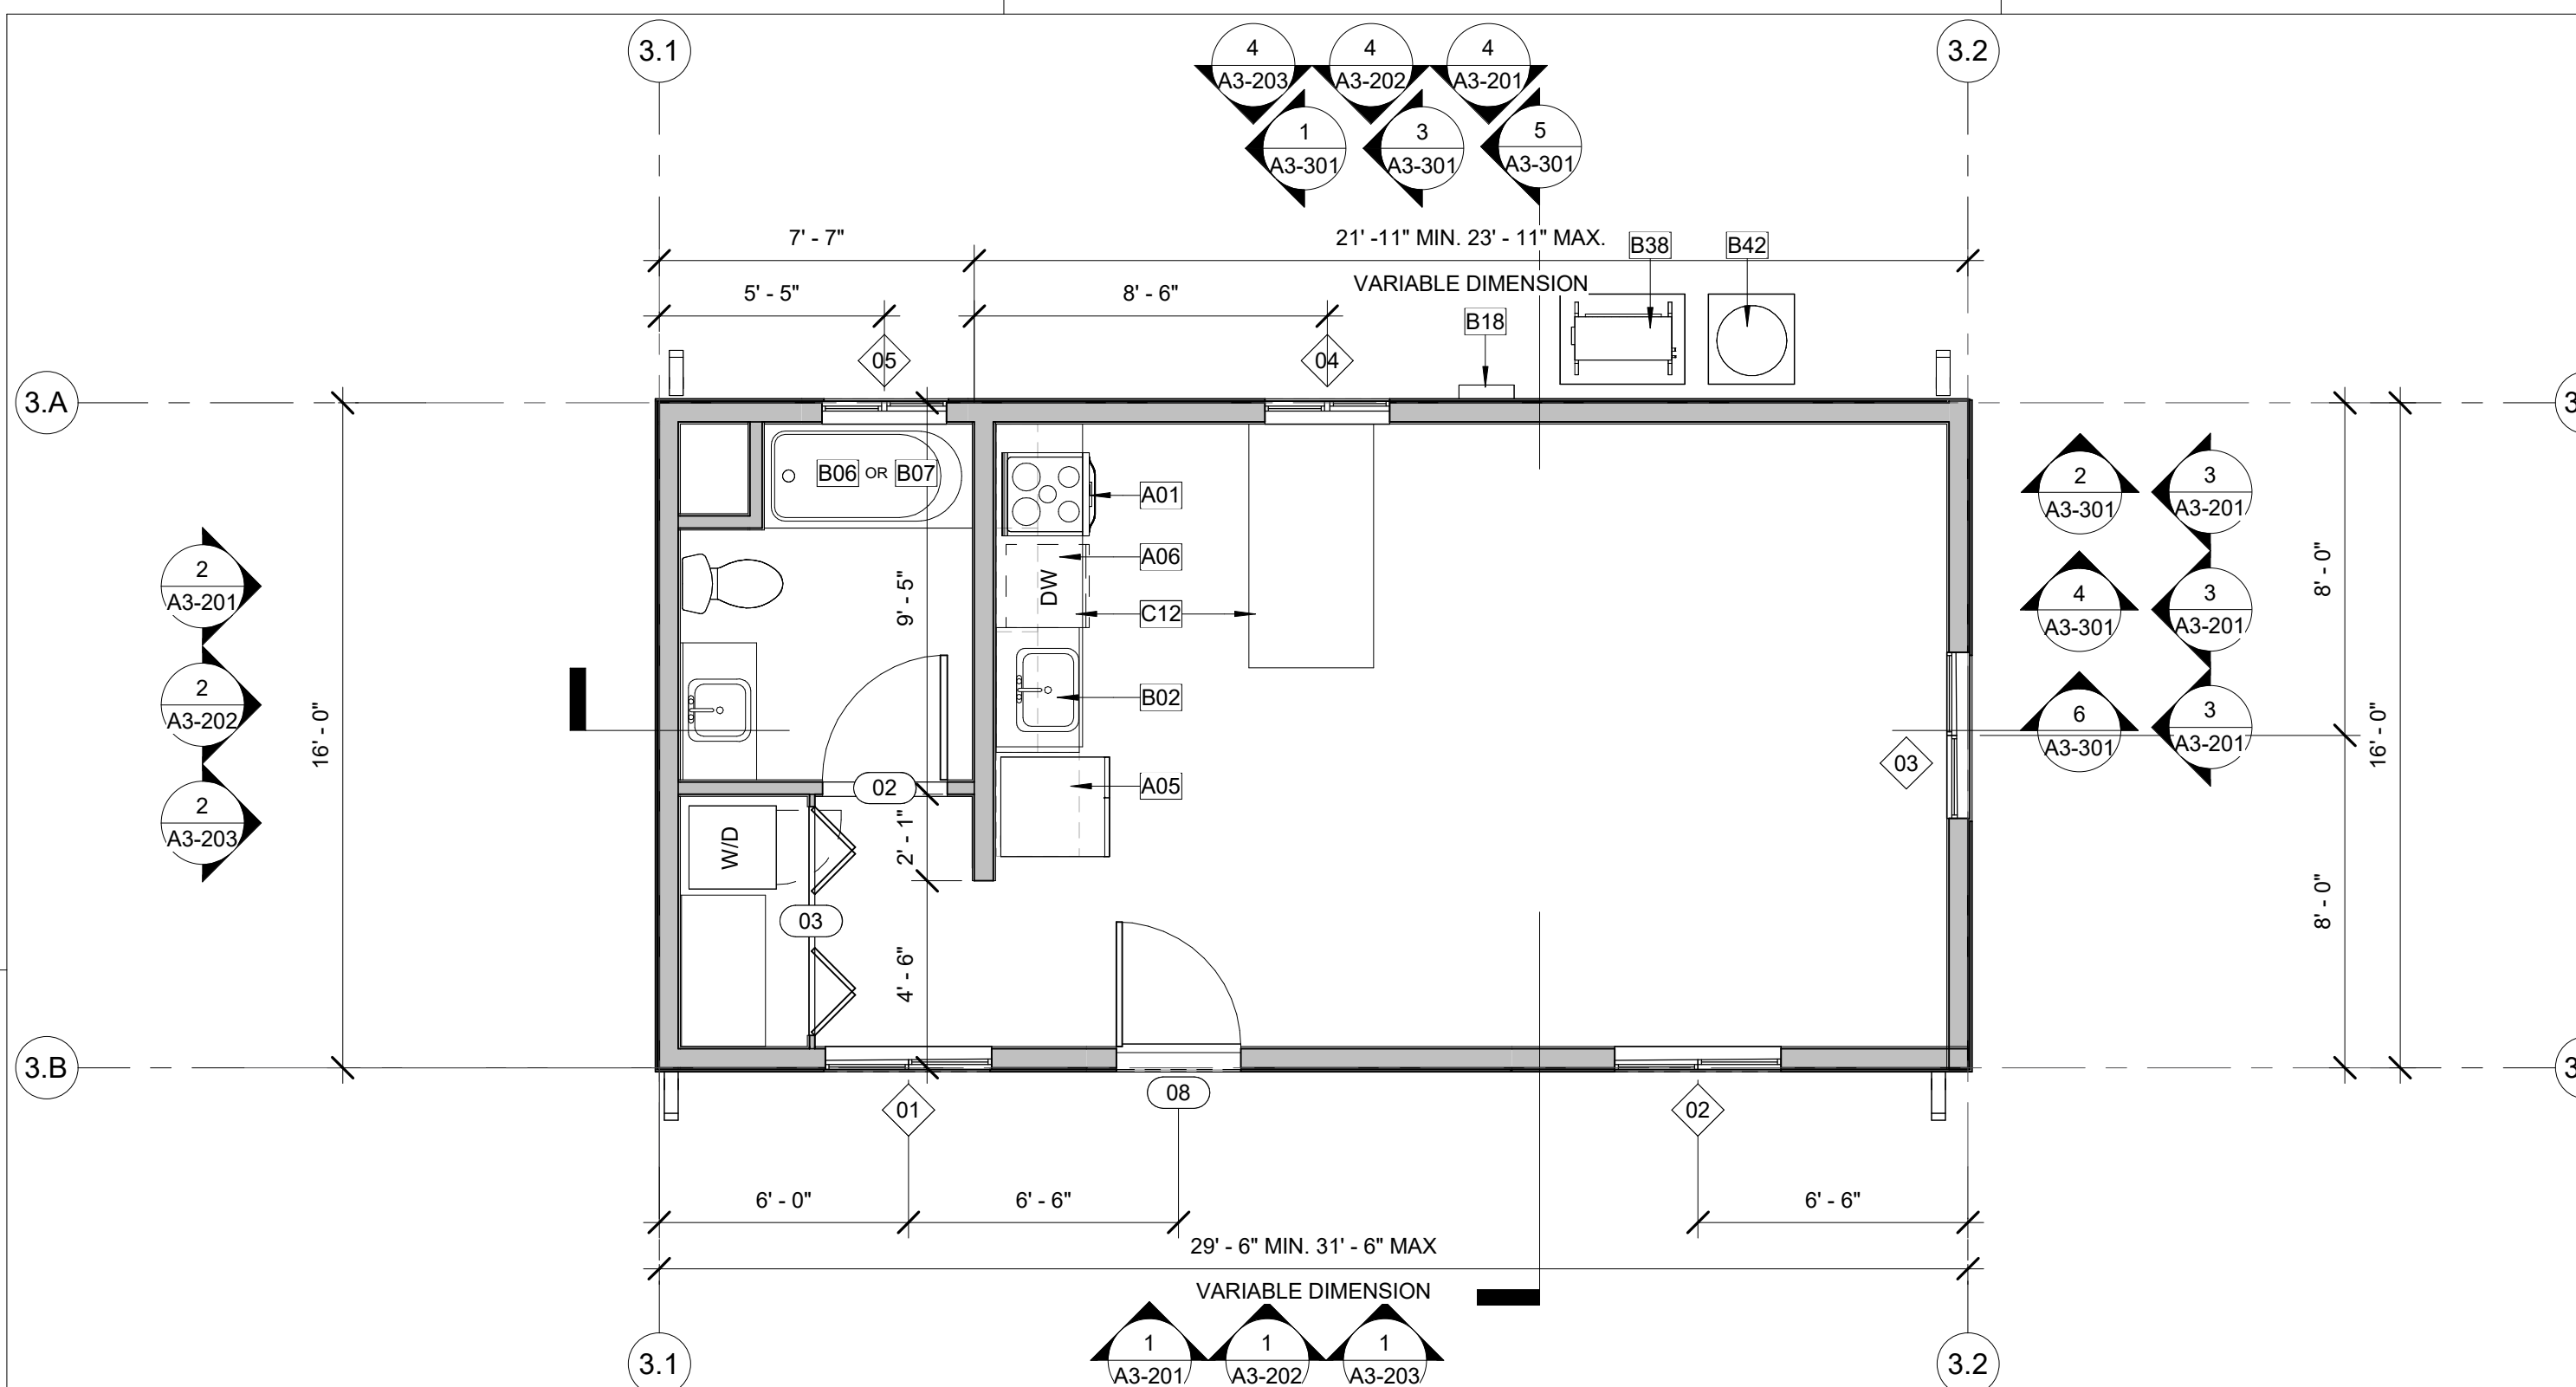 3.1
3.2
4
A3-203
4
A3-202
4
A3-201
1
A3-301
3
A3-301
5
A3-301
7' - 7"
21' -11" MIN. 23' - 11" MAX.
VARIABLE DIMENSION
B38
B42
5' - 5"
8' - 6"
B18
05
04
3.A
3
B06 OR B07
A01
A06
DW
C12
B02
A05
9' - 5"
2' - 1"
4' - 6"
02
W/D
03
03
2
A3-201
2
A3-202
2
A3-203
16' - 0"
2
A3-301
3
A3-201
4
A3-301
3
A3-201
6
A3-301
3
A3-201
8' - 0"
8' - 0"
16' - 0"
3.B
3
01
08
02
6' - 0"
6' - 6"
6' - 6"
29' - 6" MIN. 31' - 6" MAX
VARIABLE DIMENSION
1
A3-201
1
A3-202
1
A3-203
3.1
3.2